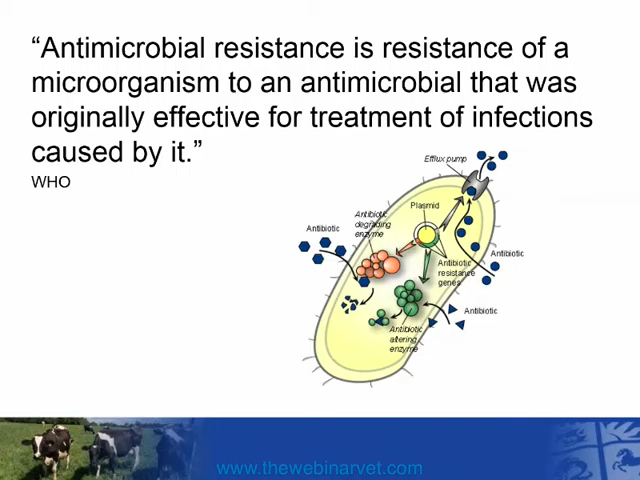 “Antimicrobial resistance is resistance of a
microorganism to an antimicrobial that was
originally effective for treatment of infections
caused by it.”
WHO
Efflux pump
Plasmid
Antibiotic
degrading
enzyme
Antibiotic
Antibiotic
Antibiotic
resistance
genes
Antibiotic
Antibiotic
altering
enzyme
www.thewebinarvet.com